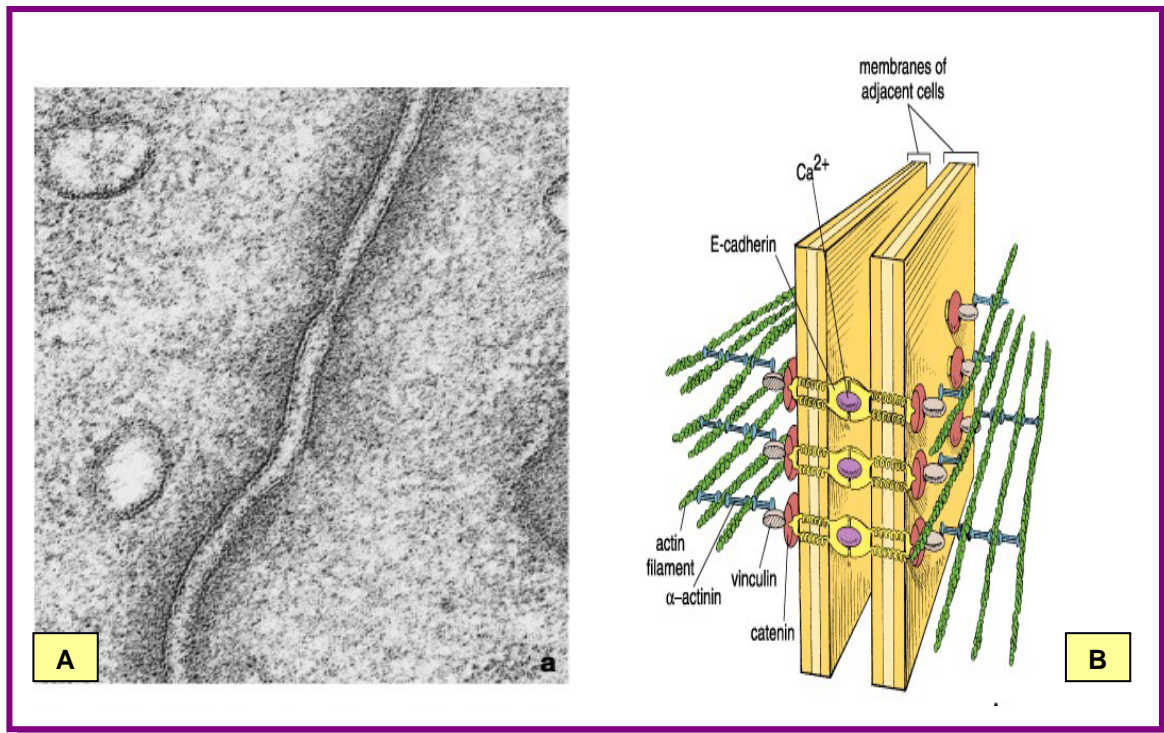 membranes of
adjacent cells
Ca2+
E-cadherin
actin
filament
α–actinin
vinculin
catenin
A
a
B